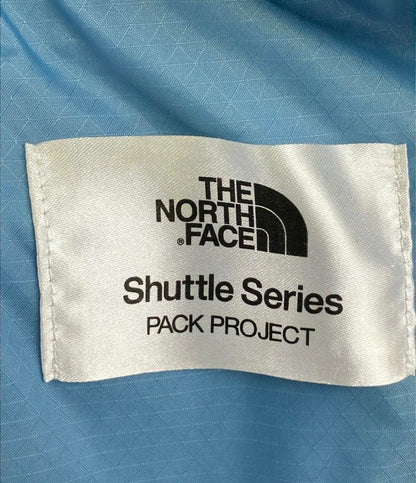 THE
NORTH
®FACE
Shuttle Series
PACK PROJECT